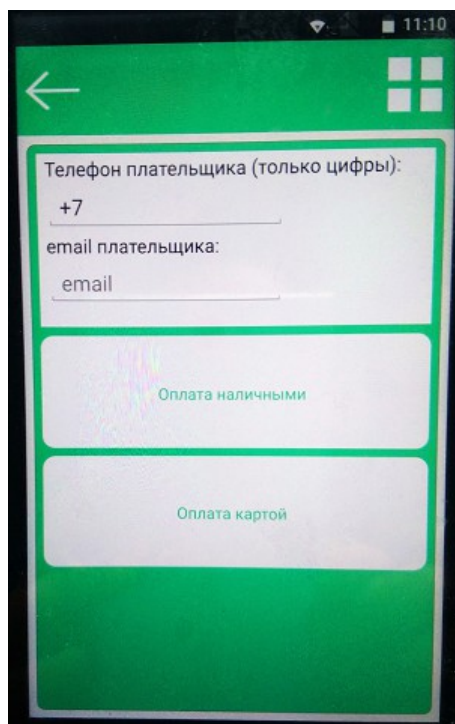 11:10
Телефон плательщика (только цифры):
+7
email плательщика:
email
Оплата наличными
Оплата картой